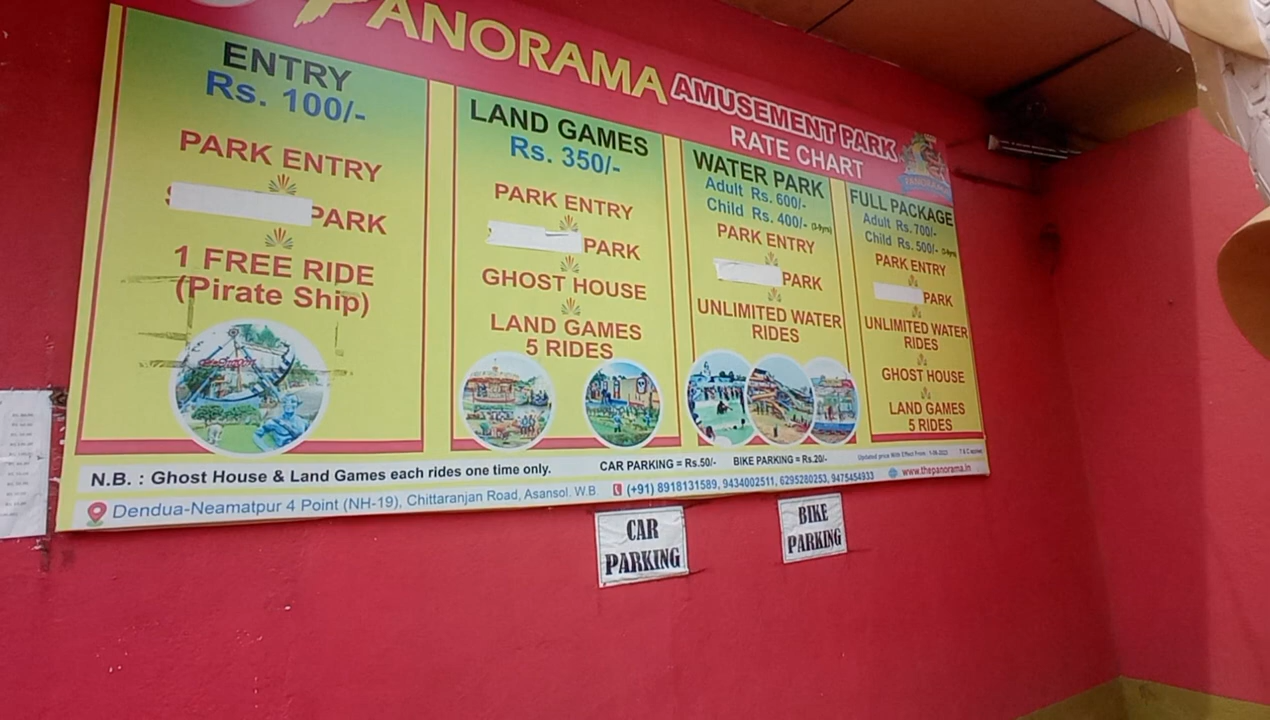 PANORAMA AMUSEMENT PARK
RATE CHART
ENTRY
Rs. 100/-
PARK ENTRY
PARK
1 FREE RIDE
(Pirate Ship)
LAND GAMES
Rs. 350/-
PARK ENTRY
PARK
GHOST HOUSE
LAND GAMES
5 RIDES
WATER PARK
Adult Rs. 600/-
Child Rs. 400/-
PARK ENTRY
PARK
UNLIMITED WATER
RIDES
FULL PACKAGE
Adult Rs. 700/-
Child Rs. 500/-
PARK ENTRY
PARK
UNLIMITED WATER
RIDES
GHOST HOUSE
LAND GAMES
5 RIDES
N.B. : Ghost House & Land Games each rides one time only. CAR PARKING = Rs.50/- BIKE PARKING = Rs.20/- Updated price With Effect From :
Dendua-Neamatpur 4 Point (NH-19), Chittaranjan Road, Asansol. W.B. (+91) 8918131589, 9434002511, 6295280253, 9475454933 www.thepanorama.in
CAR
PARKING
BIKE
PARKING